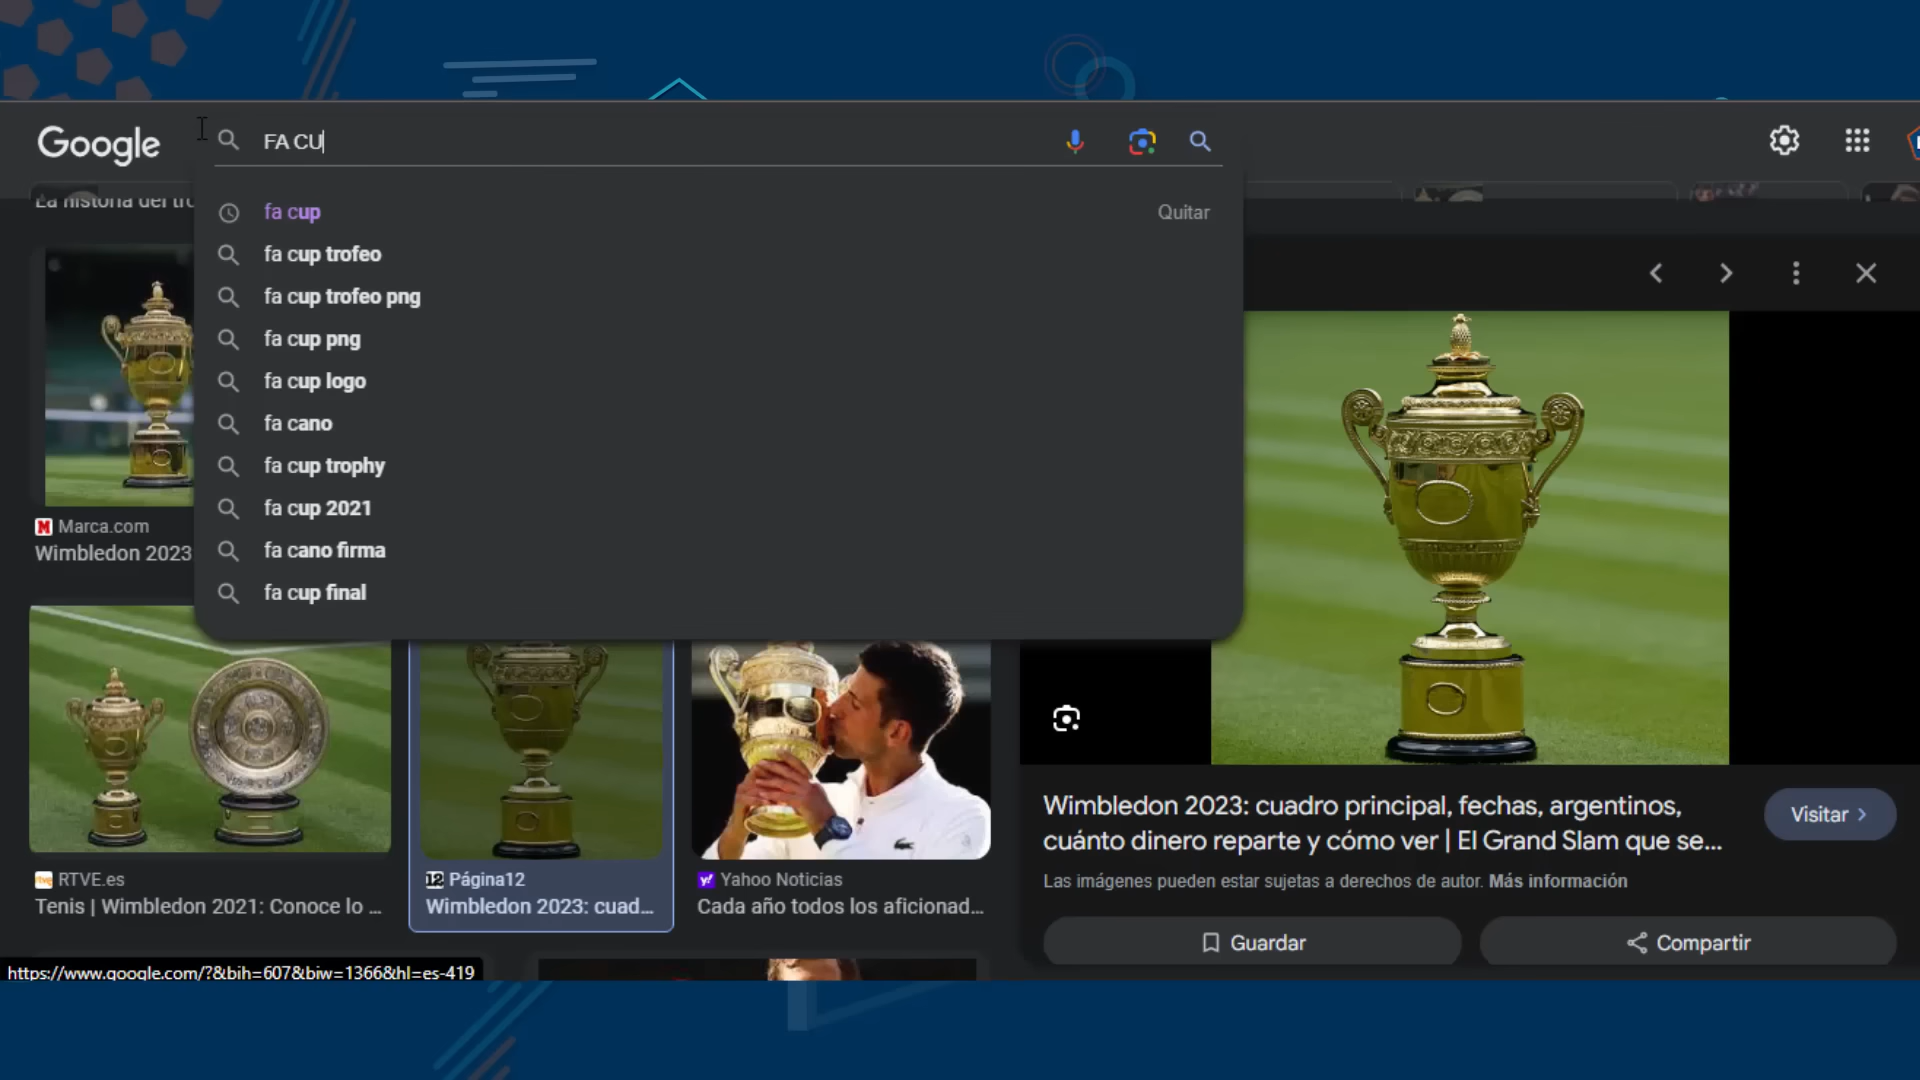 Google
FA CU
La historia del tro
fa cup
Quitar
fa cup trofeo
fa cup trofeo png
fa cup png
fa cup logo
fa cano
fa cup trophy
fa cup 2021
fa cano firma
fa cup final
Marca.com
Wimbledon 2023
RTVE.es
Tenis | Wimbledon 2021: Conoce lo ...
Página12
Wimbledon 2023: cuad...
Yahoo Noticias
Cada año todos los aficionad...
Wimbledon 2023: cuadro principal, fechas, argentinos,
cuánto dinero reparte y cómo ver | El Grand Slam que se...
Visitar
Las imágenes pueden estar sujetas a derechos de autor. Más información
Guardar
Compartir
https://www.google.com/?&bih=607&biw=1366&hl=es-419